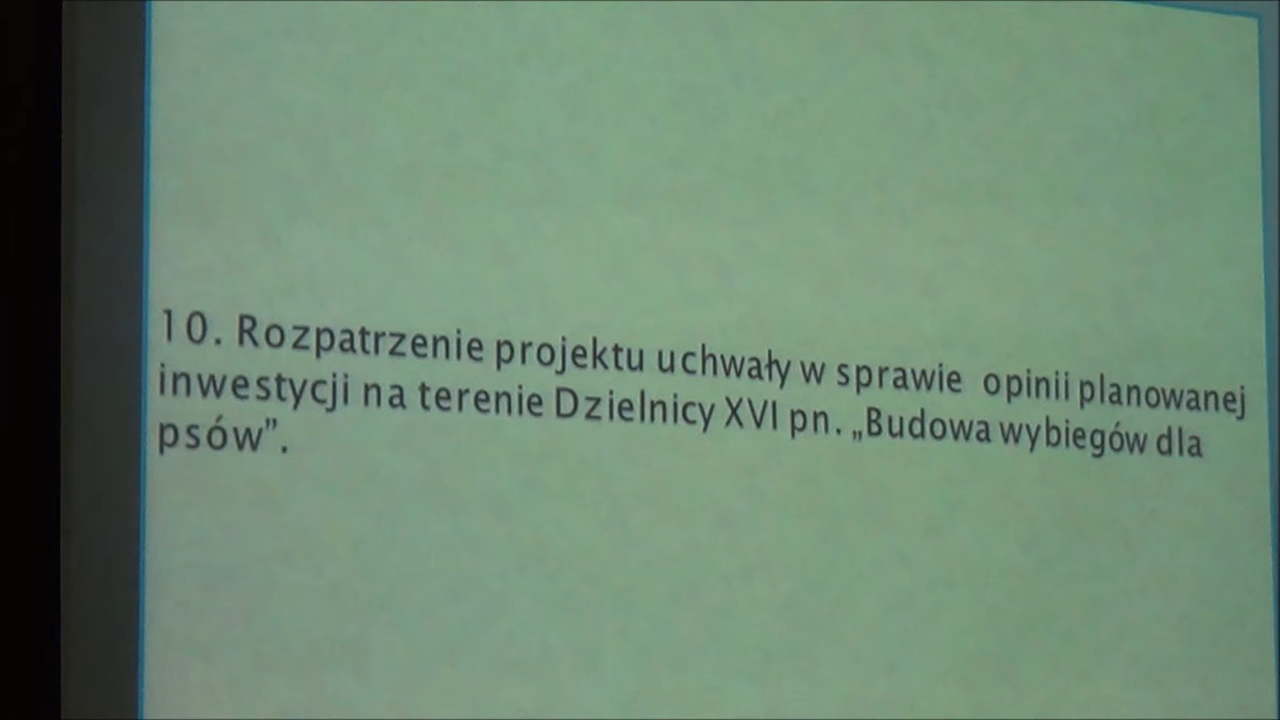 10. Rozpatrzenie projektu uchwały w sprawie opinii planowanej
inwestycji na terenie Dzielnicy XVI pn. „Budowa wybiegów dla
psów”.